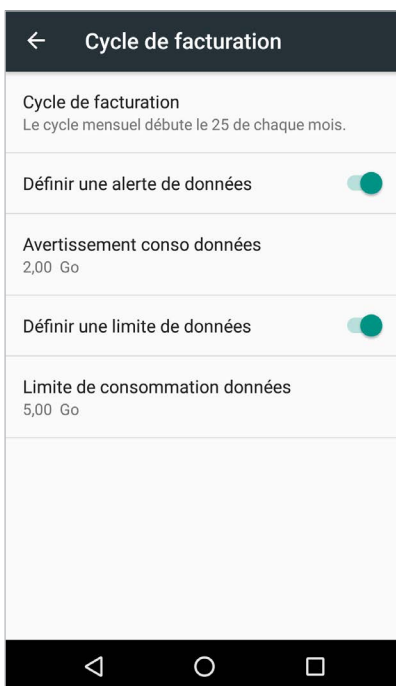 Cycle de facturation
Cycle de facturation
Le cycle mensuel débute le 25 de chaque mois.
Définir une alerte de données
Avertissement conso données
2,00 Go
Définir une limite de données
Limite de consommation données
5,00 Go